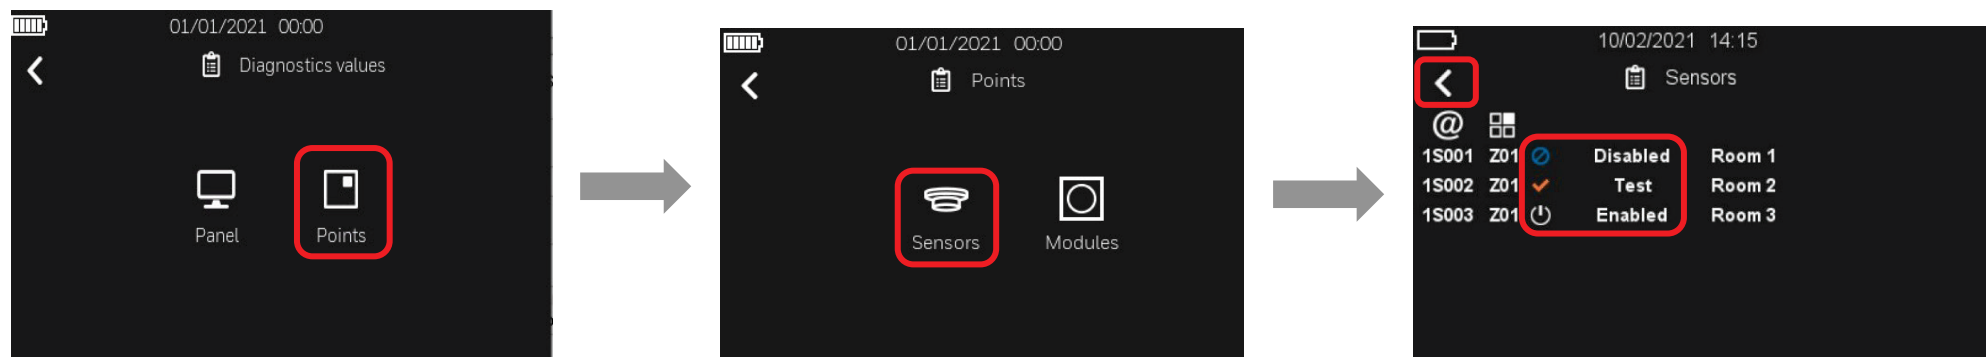 01/01/2021 00:00
Diagnostics values
Panel Points
01/01/2021 00:00
Points
Sensors Modules
10/02/2021 14:15
Sensors
@
1S001 Z01 Disabled Room 1
1S002 Z01 Test Room 2
1S003 Z01 Enabled Room 3